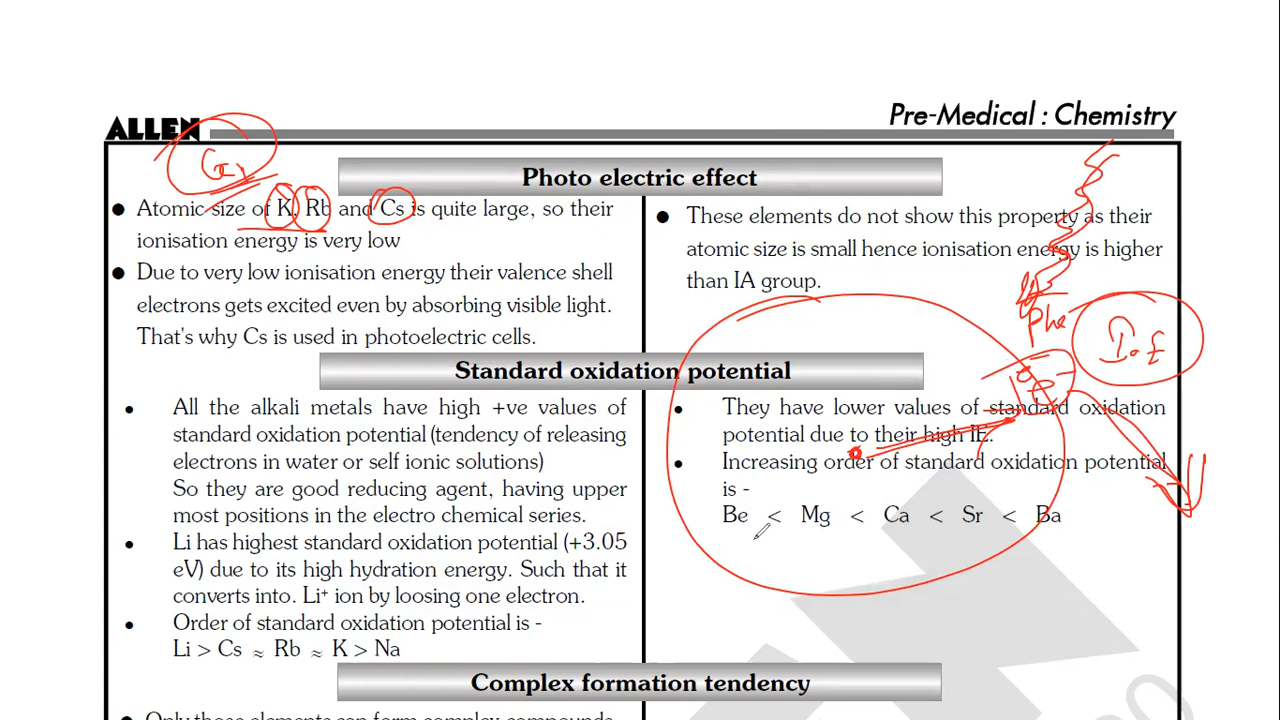 ALLEN
Pre-Medical : Chemistry
Photo electric effect
● Atomic size of K, Rb and Cs is quite large, so their
ionisation energy is very low
● Due to very low ionisation energy their valence shell
electrons gets excited even by absorbing visible light.
That's why Cs is used in photoelectric cells.
● These elements do not show this property as their
atomic size is small hence ionisation energy is higher
than IA group.
Standard oxidation potential
• All the alkali metals have high +ve values of
standard oxidation potential (tendency of releasing
electrons in water or self ionic solutions)
So they are good reducing agent, having upper
most positions in the electro chemical series.
• Li has highest standard oxidation potential (+3.05
eV) due to its high hydration energy. Such that it
converts into. Li⁺ ion by loosing one electron.
• Order of standard oxidation potential is -
Li > Cs ≈ Rb ≈ K > Na
• They have lower values of standard oxidation
potential due to their high IE.
• Increasing order of standard oxidation potential
is -
Be < Mg < Ca < Sr < Ba
Complex formation tendency
I.E